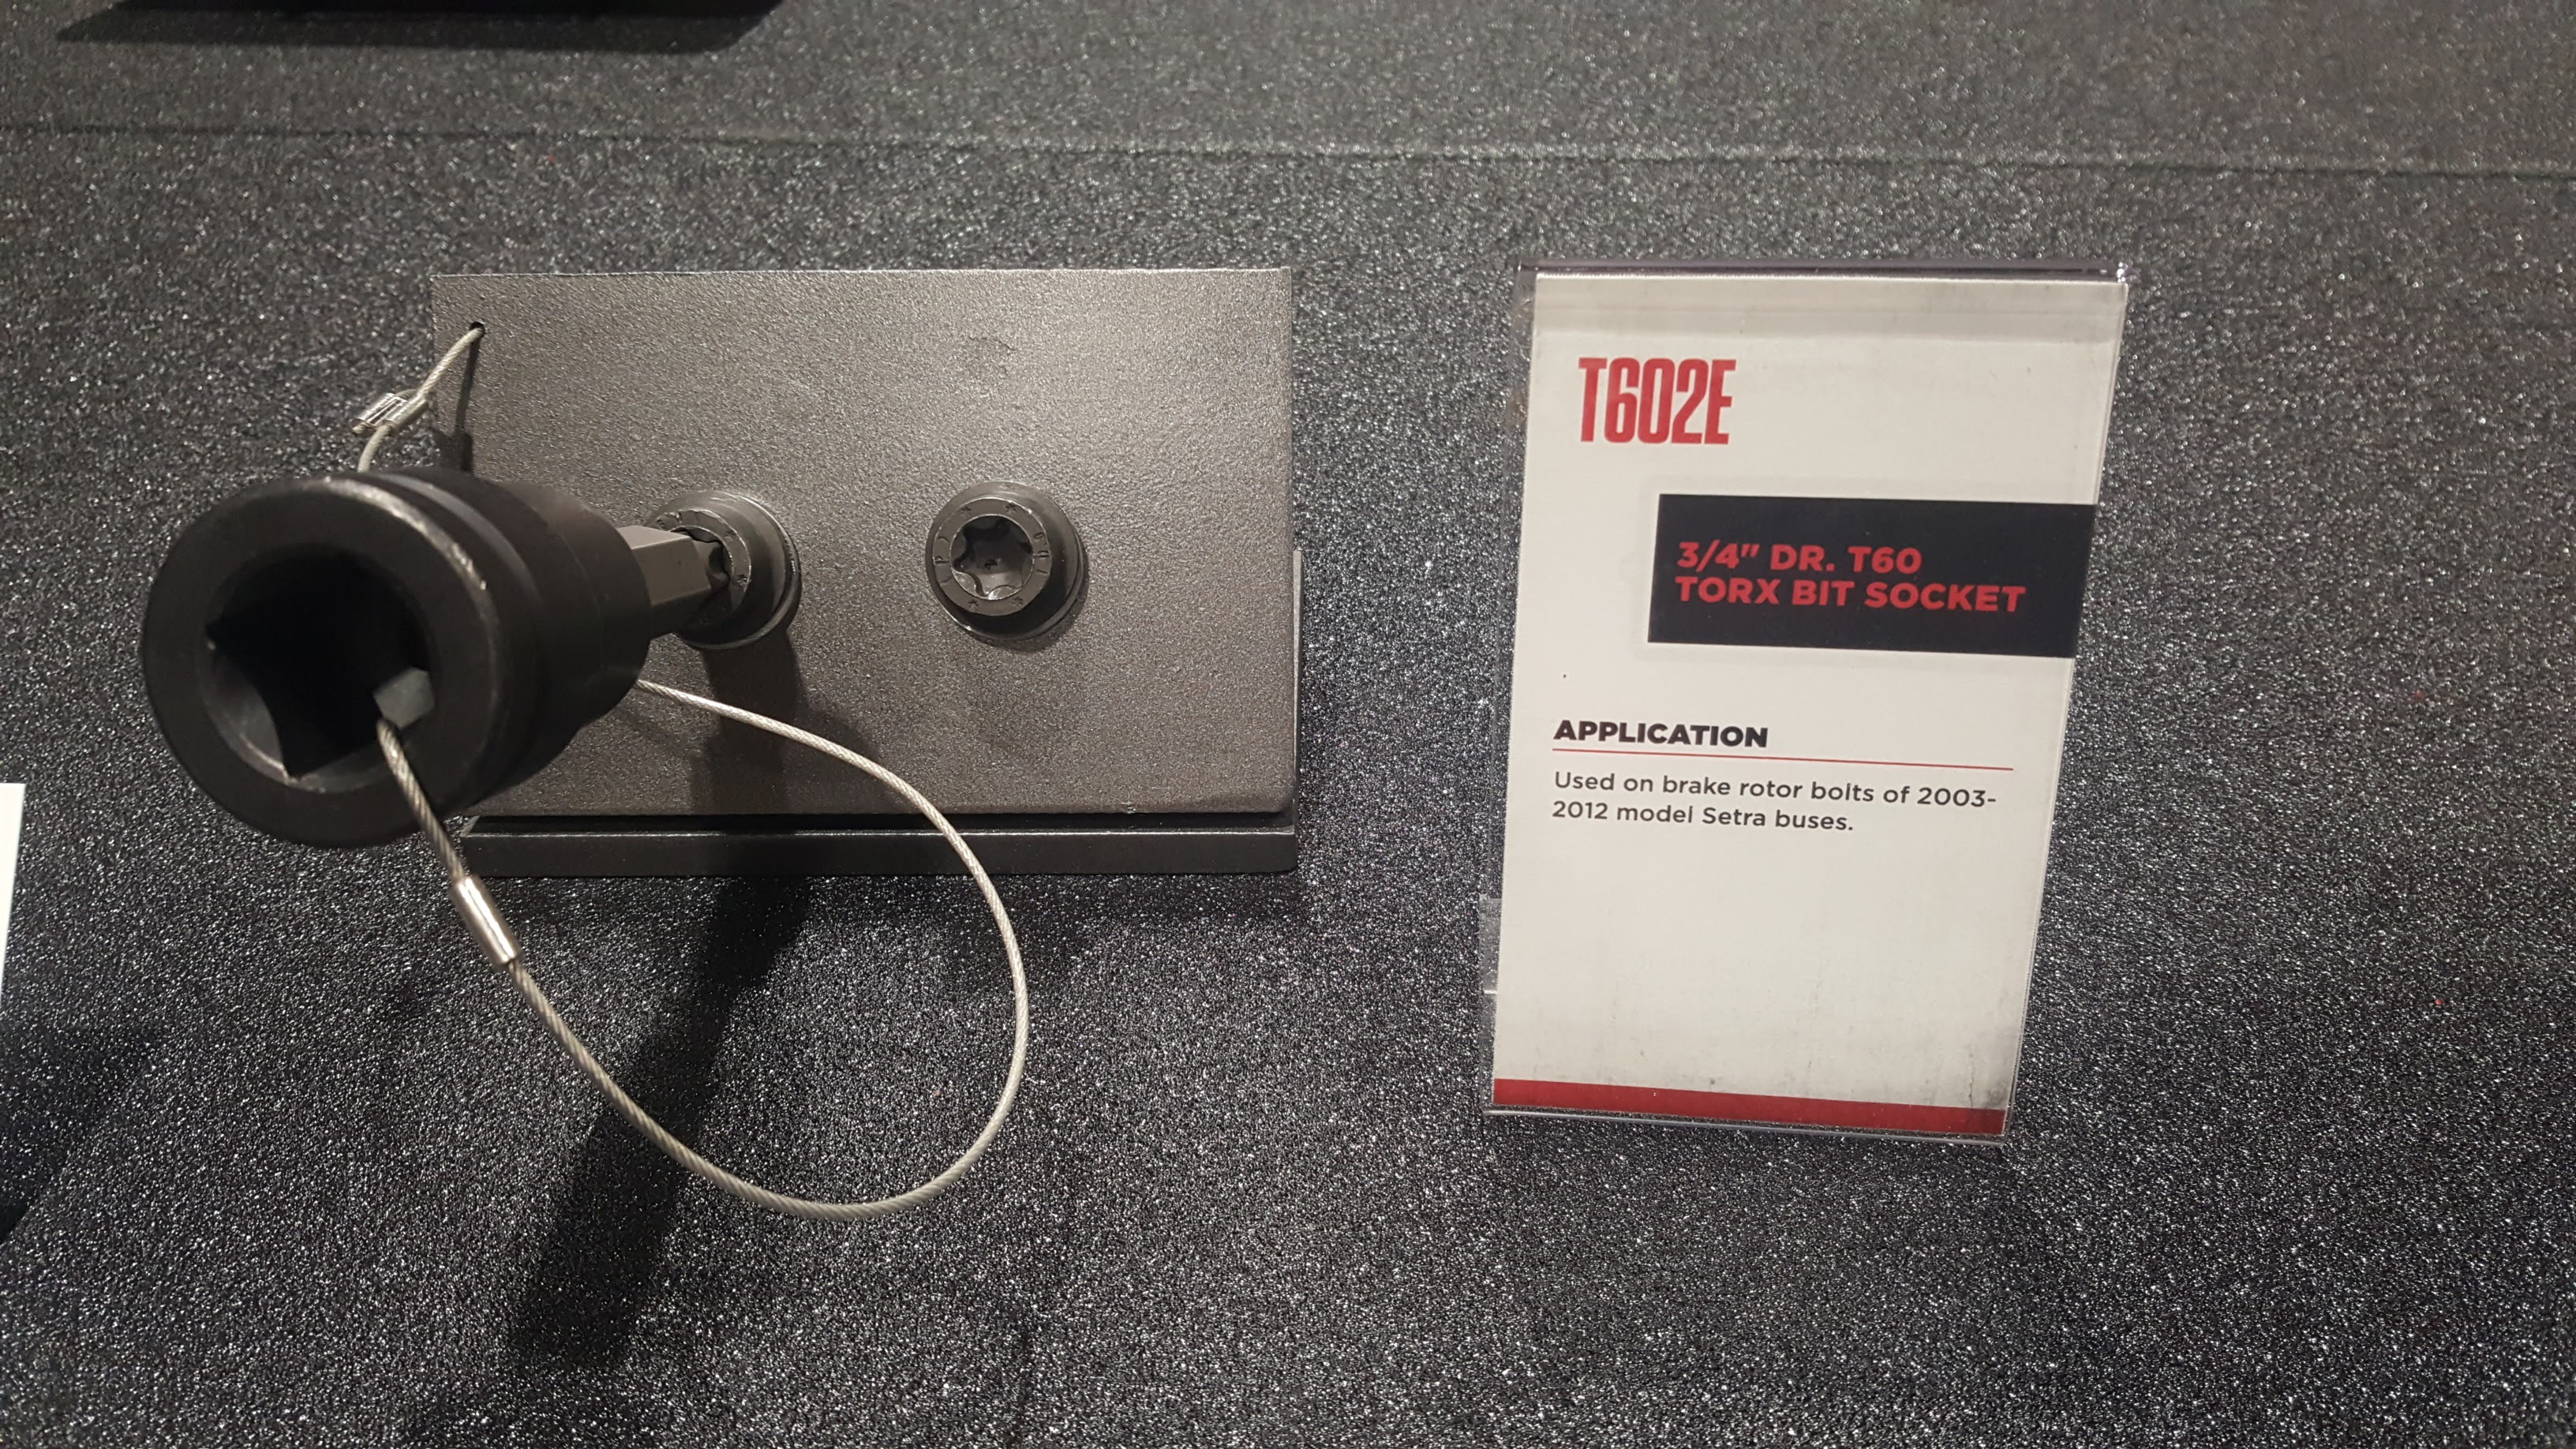 T602E
3/4" DR. T60
TORX BIT SOCKET
APPLICATION
Used on brake rotor bolts of 2003-
2012 model Setra buses.